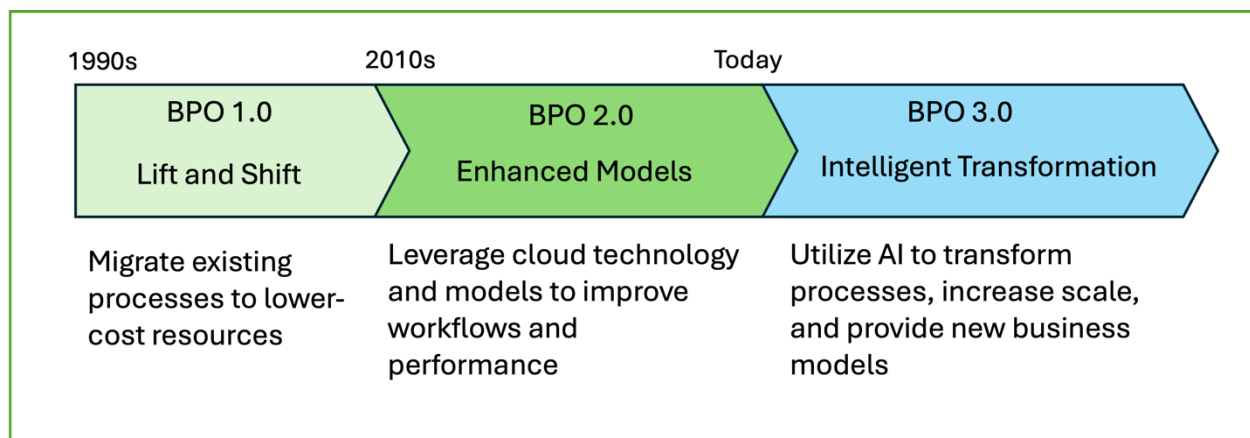 1990s
2010s
Today
BPO 1.0
Lift and Shift
BPO 2.0
Enhanced Models
BPO 3.0
Intelligent Transformation
Migrate existing
processes to lower-
cost resources
Leverage cloud technology
and models to improve
workflows and
performance
Utilize AI to transform
processes, increase scale,
and provide new business
models